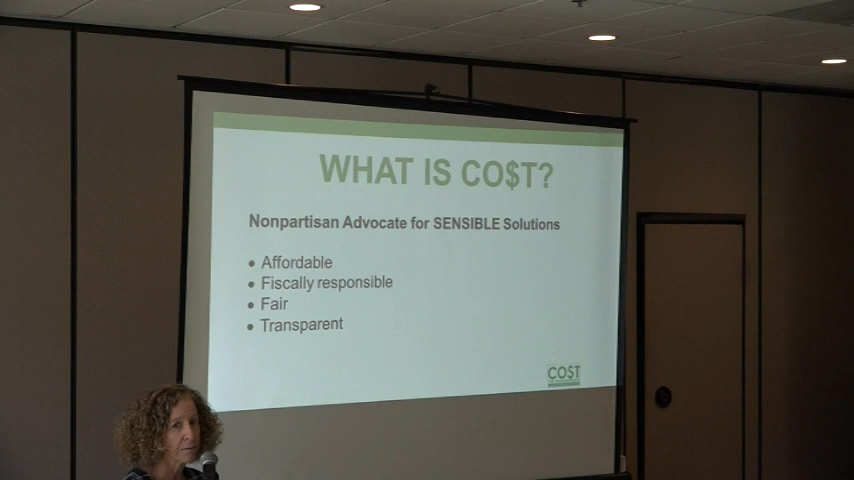 WHAT IS CO$T?
Nonpartisan Advocate for SENSIBLE Solutions
• Affordable
• Fiscally responsible
• Fair
• Transparent
CO$T